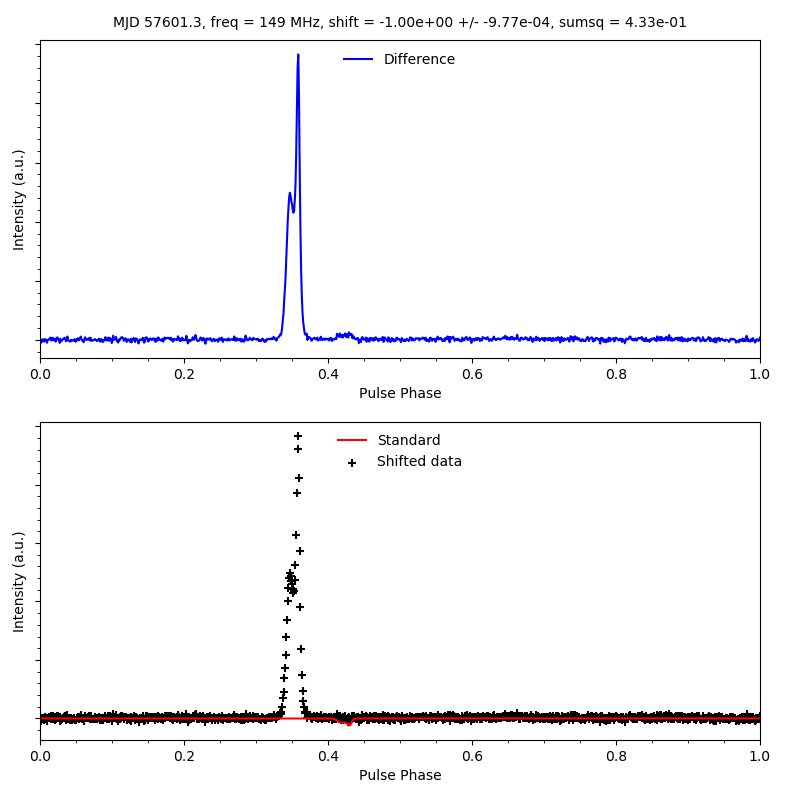 MJD 57601.3, freq = 149 MHz, shift = -1.00e+00 +/- -9.77e-04, sumsq = 4.33e-01
Difference
Intensity (a.u.)
0.0 0.2 0.4 0.6 0.8 1.0
Pulse Phase
Standard
Shifted data
Intensity (a.u.)
0.0 0.2 0.4 0.6 0.8 1.0
Pulse Phase